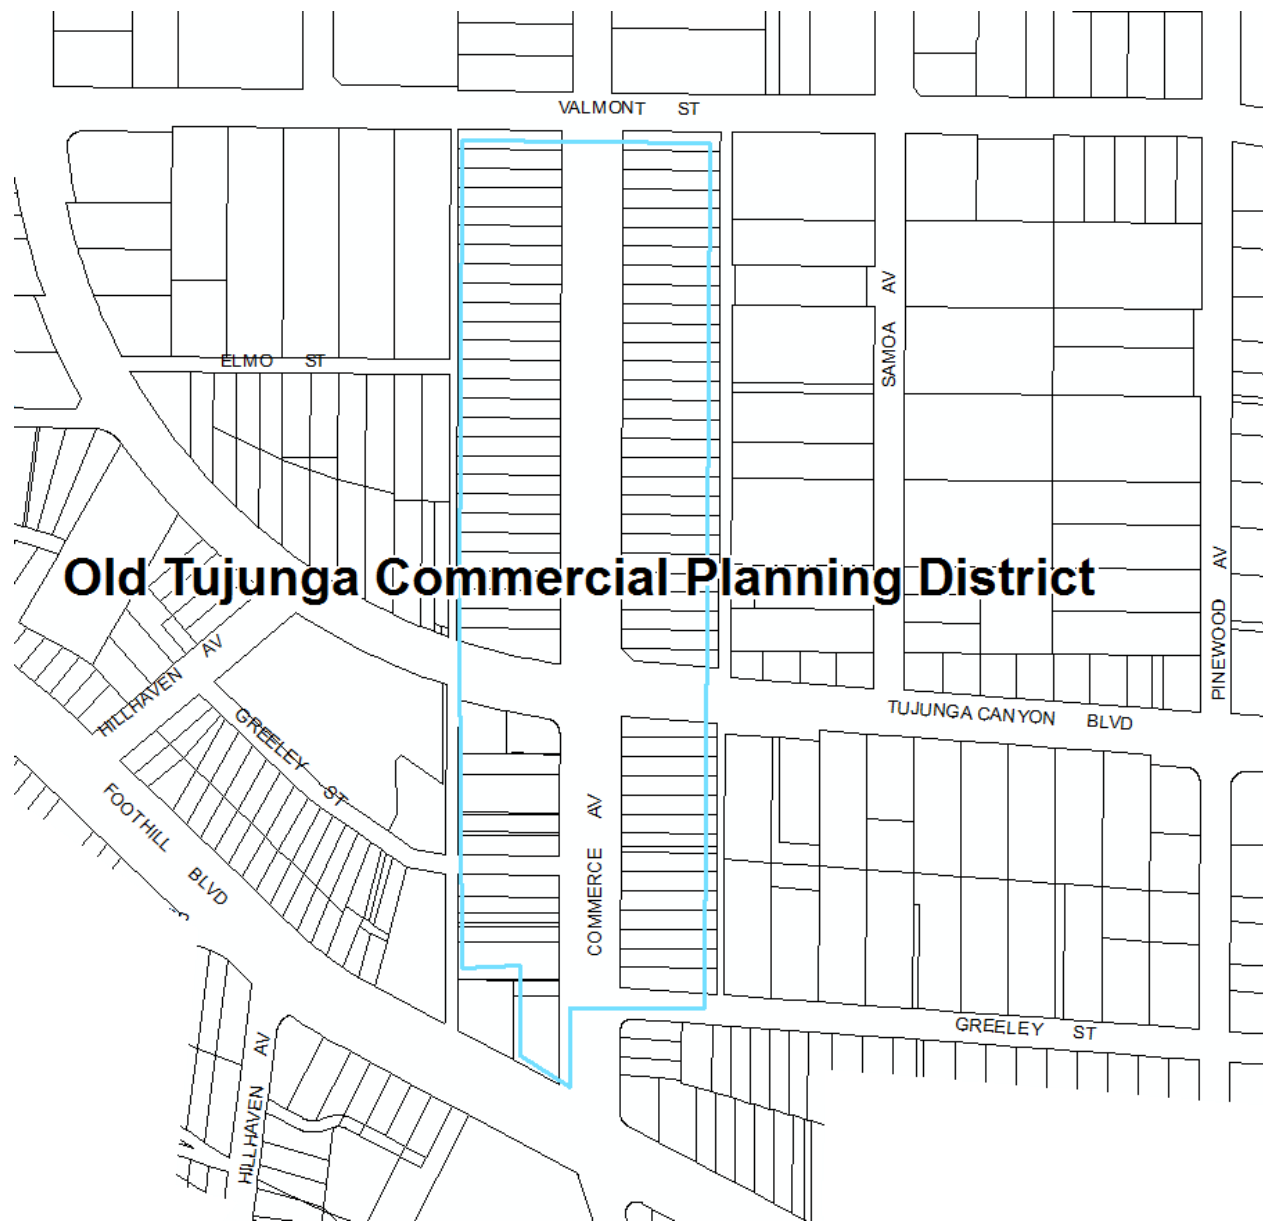 VALMONT ST
SAMOA AV
ELMO ST
Old Tujunga Commercial Planning District
PINEWOOD AV
HILLHAVEN AV
GREELEY ST
TUJUNGA CANYON BLVD
FOOTHILL BLVD
COMMERCE AV
GREELEY ST
HILLHAVEN AV